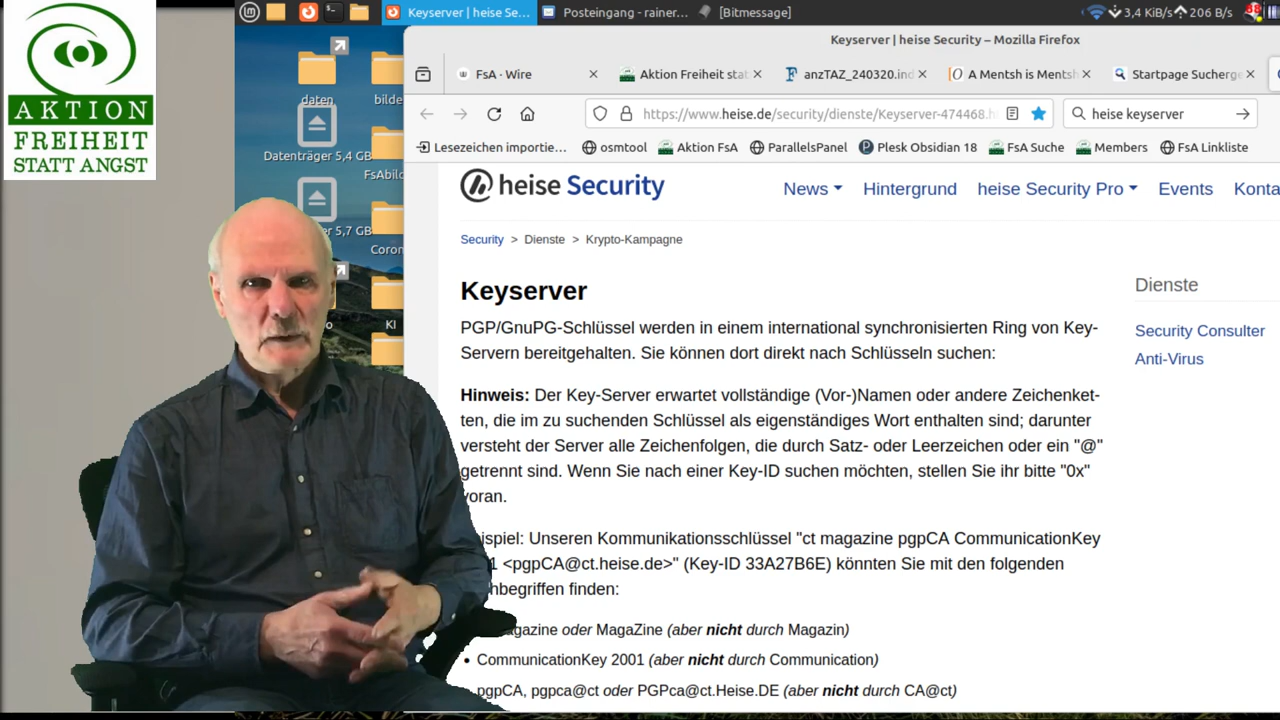 AKTION
FREIHEIT
STATT ANGST
Keyserver | heise Se...
Posteingang - rainer...
[Bitmessage]
3,4 KiB/s
206 B/s
Keyserver | heise Security – Mozilla Firefox
FsA · Wire
Aktion Freiheit stat
anzTAZ_240320.ind
A Mentsh is Mentsh
Startpage Sucherge
https://www.heise.de/security/dienste/Keyserver-474468.h
heise keyserver
Lesezeichen importie...
osmtool
Aktion FsA
ParallelsPanel
Plesk Obsidian 18
FsA Suche
Members
FsA Linkliste
daten
bilde
Datenträger 5,4 GB
FsAbild
er 5,7 GB
Coron
o
KI
heise Security
News
Hintergrund
heise Security Pro
Events
Konta
Security > Dienste > Krypto-Kampagne
Keyserver
PGP/GnuPG-Schlüssel werden in einem international synchronisierten Ring von Key-
Servern bereitgehalten. Sie können dort direkt nach Schlüsseln suchen:
Hinweis: Der Key-Server erwartet vollständige (Vor-)Namen oder andere Zeichenket-
ten, die im zu suchenden Schlüssel als eigenständiges Wort enthalten sind; darunter
versteht der Server alle Zeichenfolgen, die durch Satz- oder Leerzeichen oder ein "@"
getrennt sind. Wenn Sie nach einer Key-ID suchen möchten, stellen Sie ihr bitte "0x"
voran.
ispiel: Unseren Kommunikationsschlüssel "ct magazine pgpCA CommunicationKey
1 <pgpCA@ct.heise.de>" (Key-ID 33A27B6E) könnten Sie mit den folgenden
hbegriffen finden:
agazine oder MagaZine (aber nicht durch Magazin)
• CommunicationKey 2001 (aber nicht durch Communication)
pgpCA, pgpca@ct oder PGPca@ct.Heise.DE (aber nicht durch CA@ct)
Dienste
Security Consulter
Anti-Virus